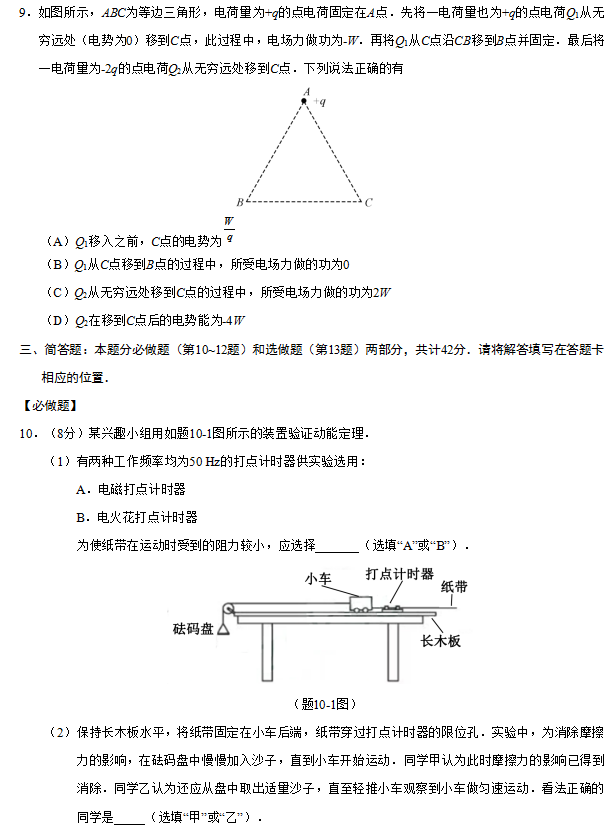 9．如图所示，ABC为等边三角形，电荷量为+q的点电荷固定在A点．先将一电荷量也为+q的点电荷Q1从无
穷远处（电势为0）移到C点，此过程中，电场力做功为-W．再将Q1从C点沿CB移到B点并固定．最后将
一电荷量为-2q的点电荷Q2从无穷远处移到C点．下列说法正确的有
A
+q
B
C
（A）Q1移入之前，C点的电势为W/q
（B）Q1从C点移到B点的过程中，所受电场力做的功为0
（C）Q2从无穷远处移到C点的过程中，所受电场力做的功为2W
（D）Q2在移到C点后的电势能为-4W
三、简答题：本题分必做题（第10~12题）和选做题（第13题）两部分，共计42分．请将解答填写在答题卡
相应的位置．
【必做题】
10．（8分）某兴趣小组用如题10-1图所示的装置验证动能定理．
（1）有两种工作频率均为50 Hz的打点计时器供实验选用：
A．电磁打点计时器
B．电火花打点计时器
为使纸带在运动时受到的阻力较小，应选择_______（选填“A”或“B”）．
小车
打点计时器
纸带
砝码盘
长木板
（题10-1图）
（2）保持长木板水平，将纸带固定在小车后端，纸带穿过打点计时器的限位孔．实验中，为消除摩擦
力的影响，在砝码盘中慢慢加入沙子，直到小车开始运动．同学甲认为此时摩擦力的影响已得到
消除．同学乙认为还应从盘中取出适量沙子，直至轻推小车观察到小车做匀速运动．看法正确的
同学是_____（选填“甲”或“乙”）．